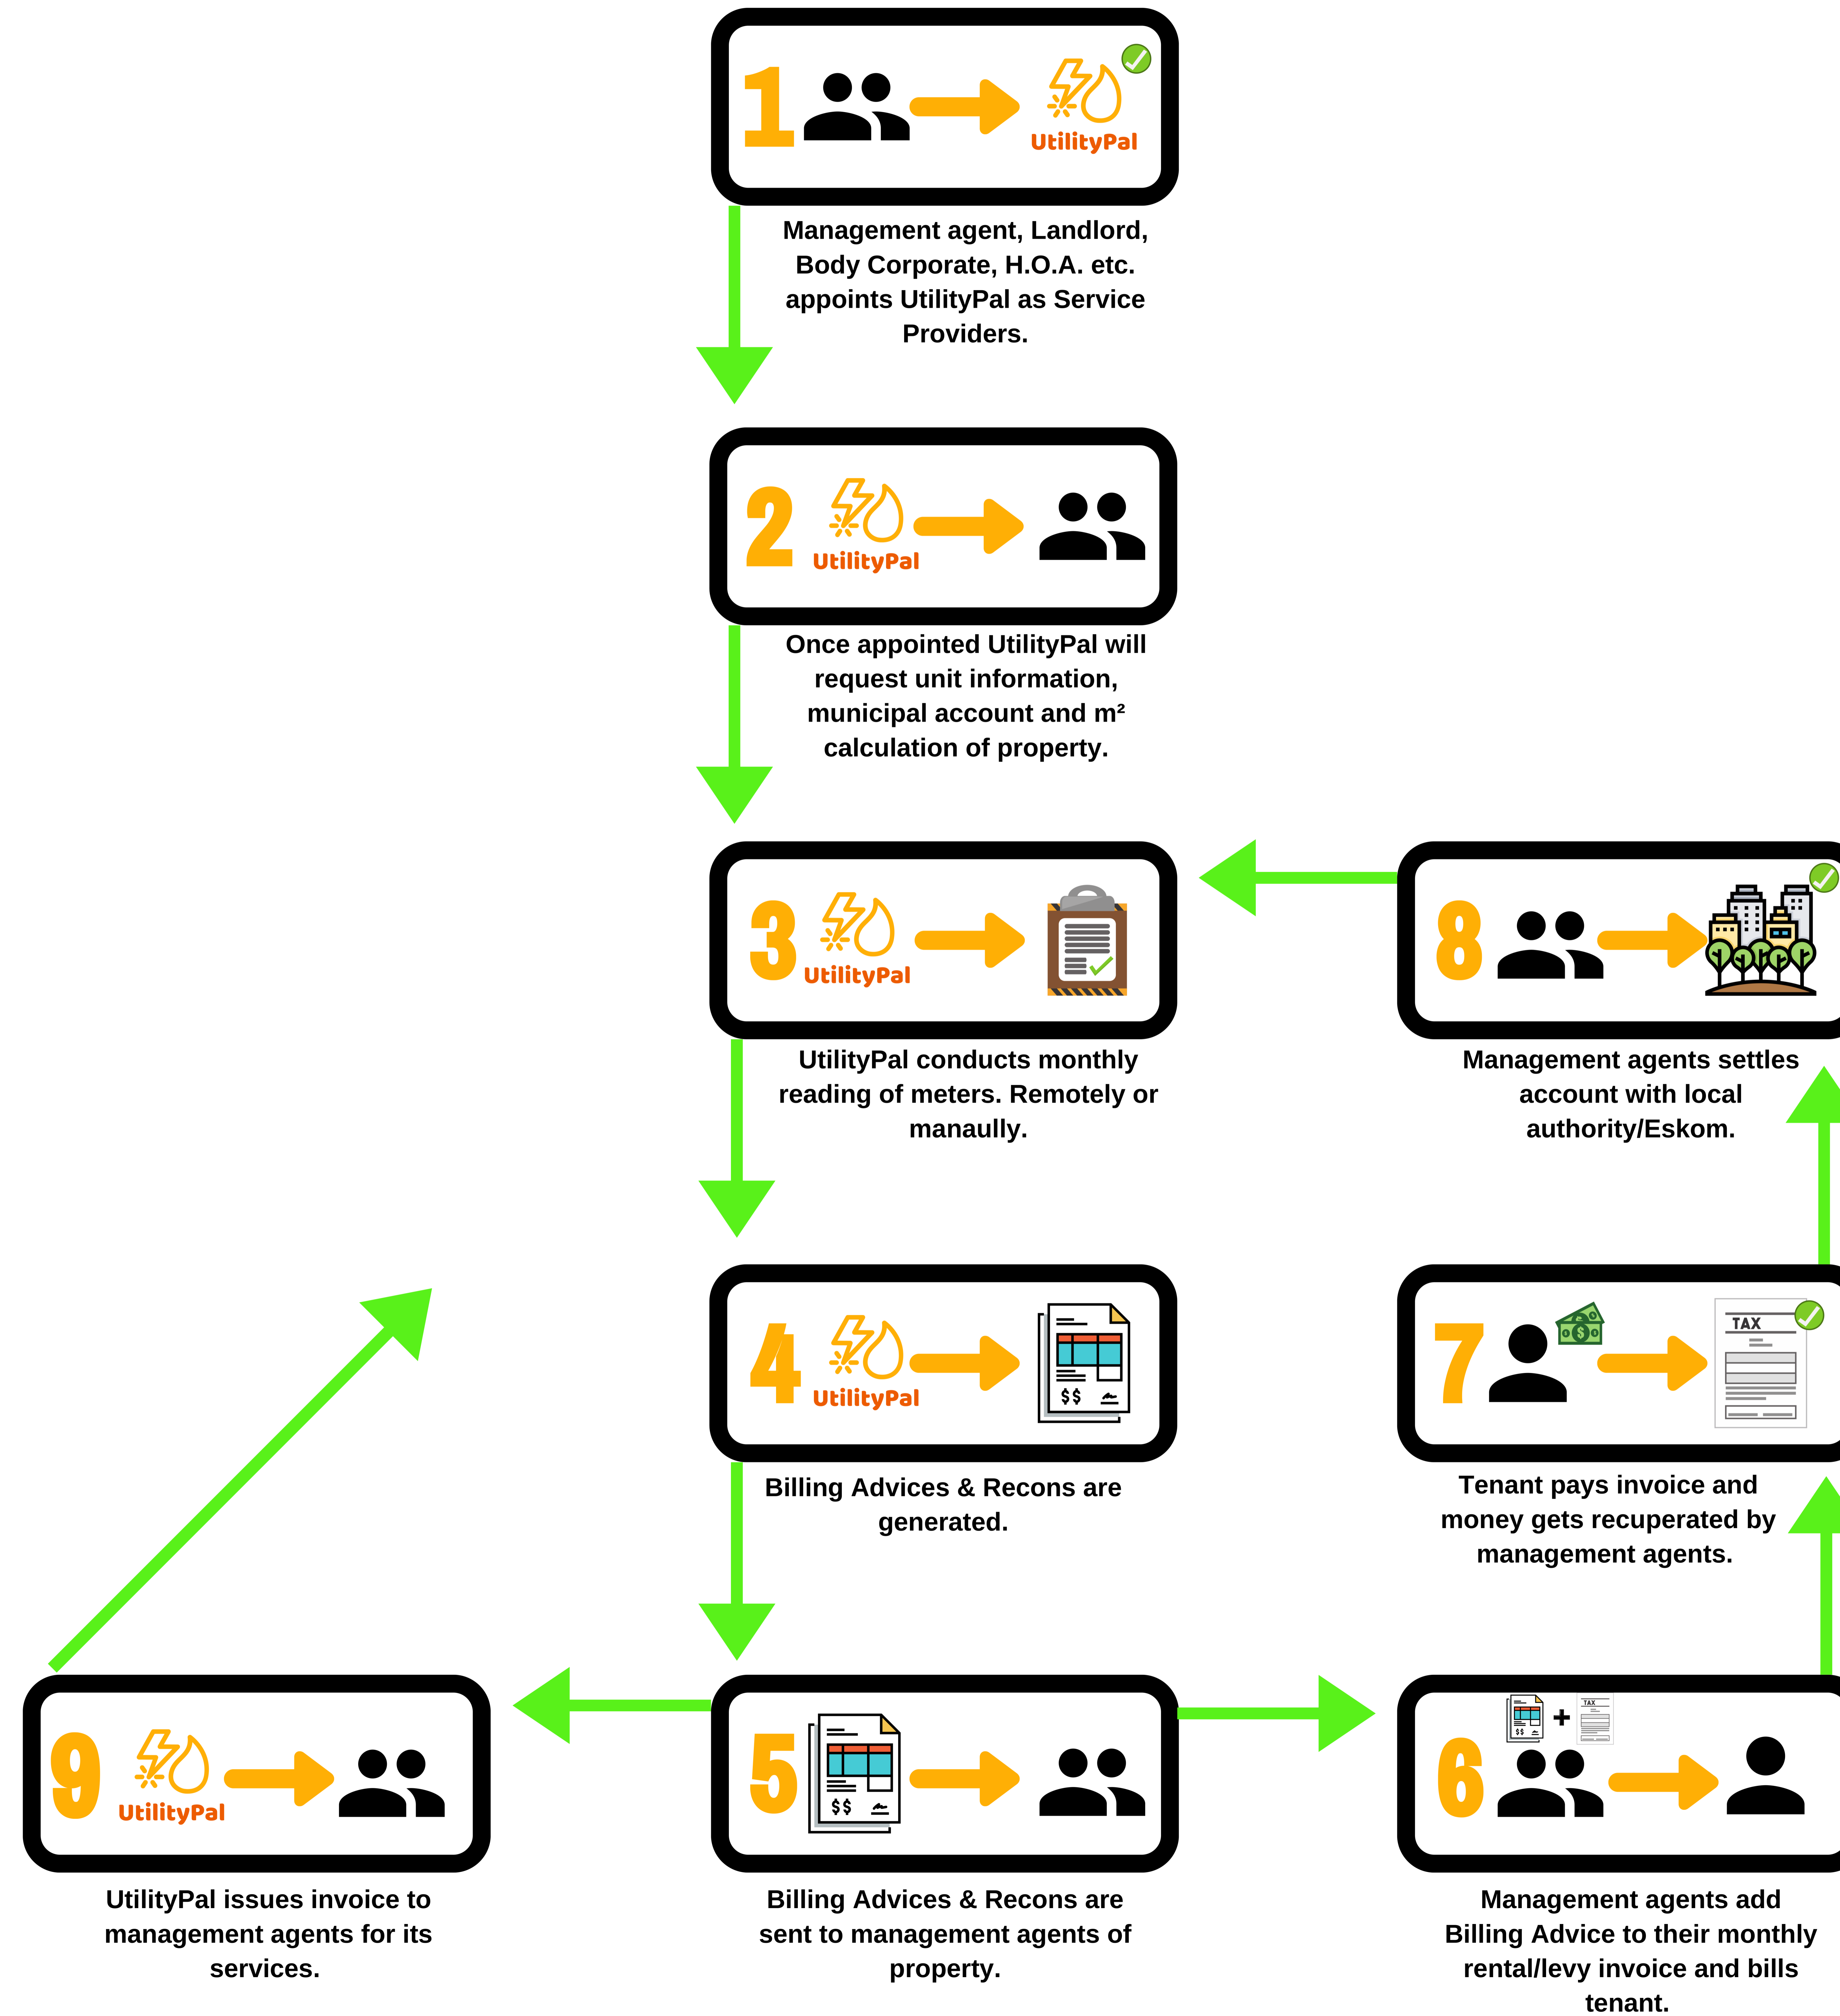 1
UtilityPal
Management agent, Landlord,
Body Corporate, H.O.A. etc.
appoints UtilityPal as Service
Providers.
2
UtilityPal
Once appointed UtilityPal will
request unit information,
municipal account and m²
calculation of property.
3
UtilityPal
UtilityPal conducts monthly
reading of meters. Remotely or
manaully.
8
Management agents settles
account with local
authority/Eskom.
4
UtilityPal
$$
Billing Advices & Recons are
generated.
7
$
TAX
Tenant pays invoice and
money gets recuperated by
management agents.
9
UtilityPal
UtilityPal issues invoice to
management agents for its
services.
5
$$
Billing Advices & Recons are
sent to management agents of
property.
6
$$
+
TAX
Management agents add
Billing Advice to their monthly
rental/levy invoice and bills
tenant.